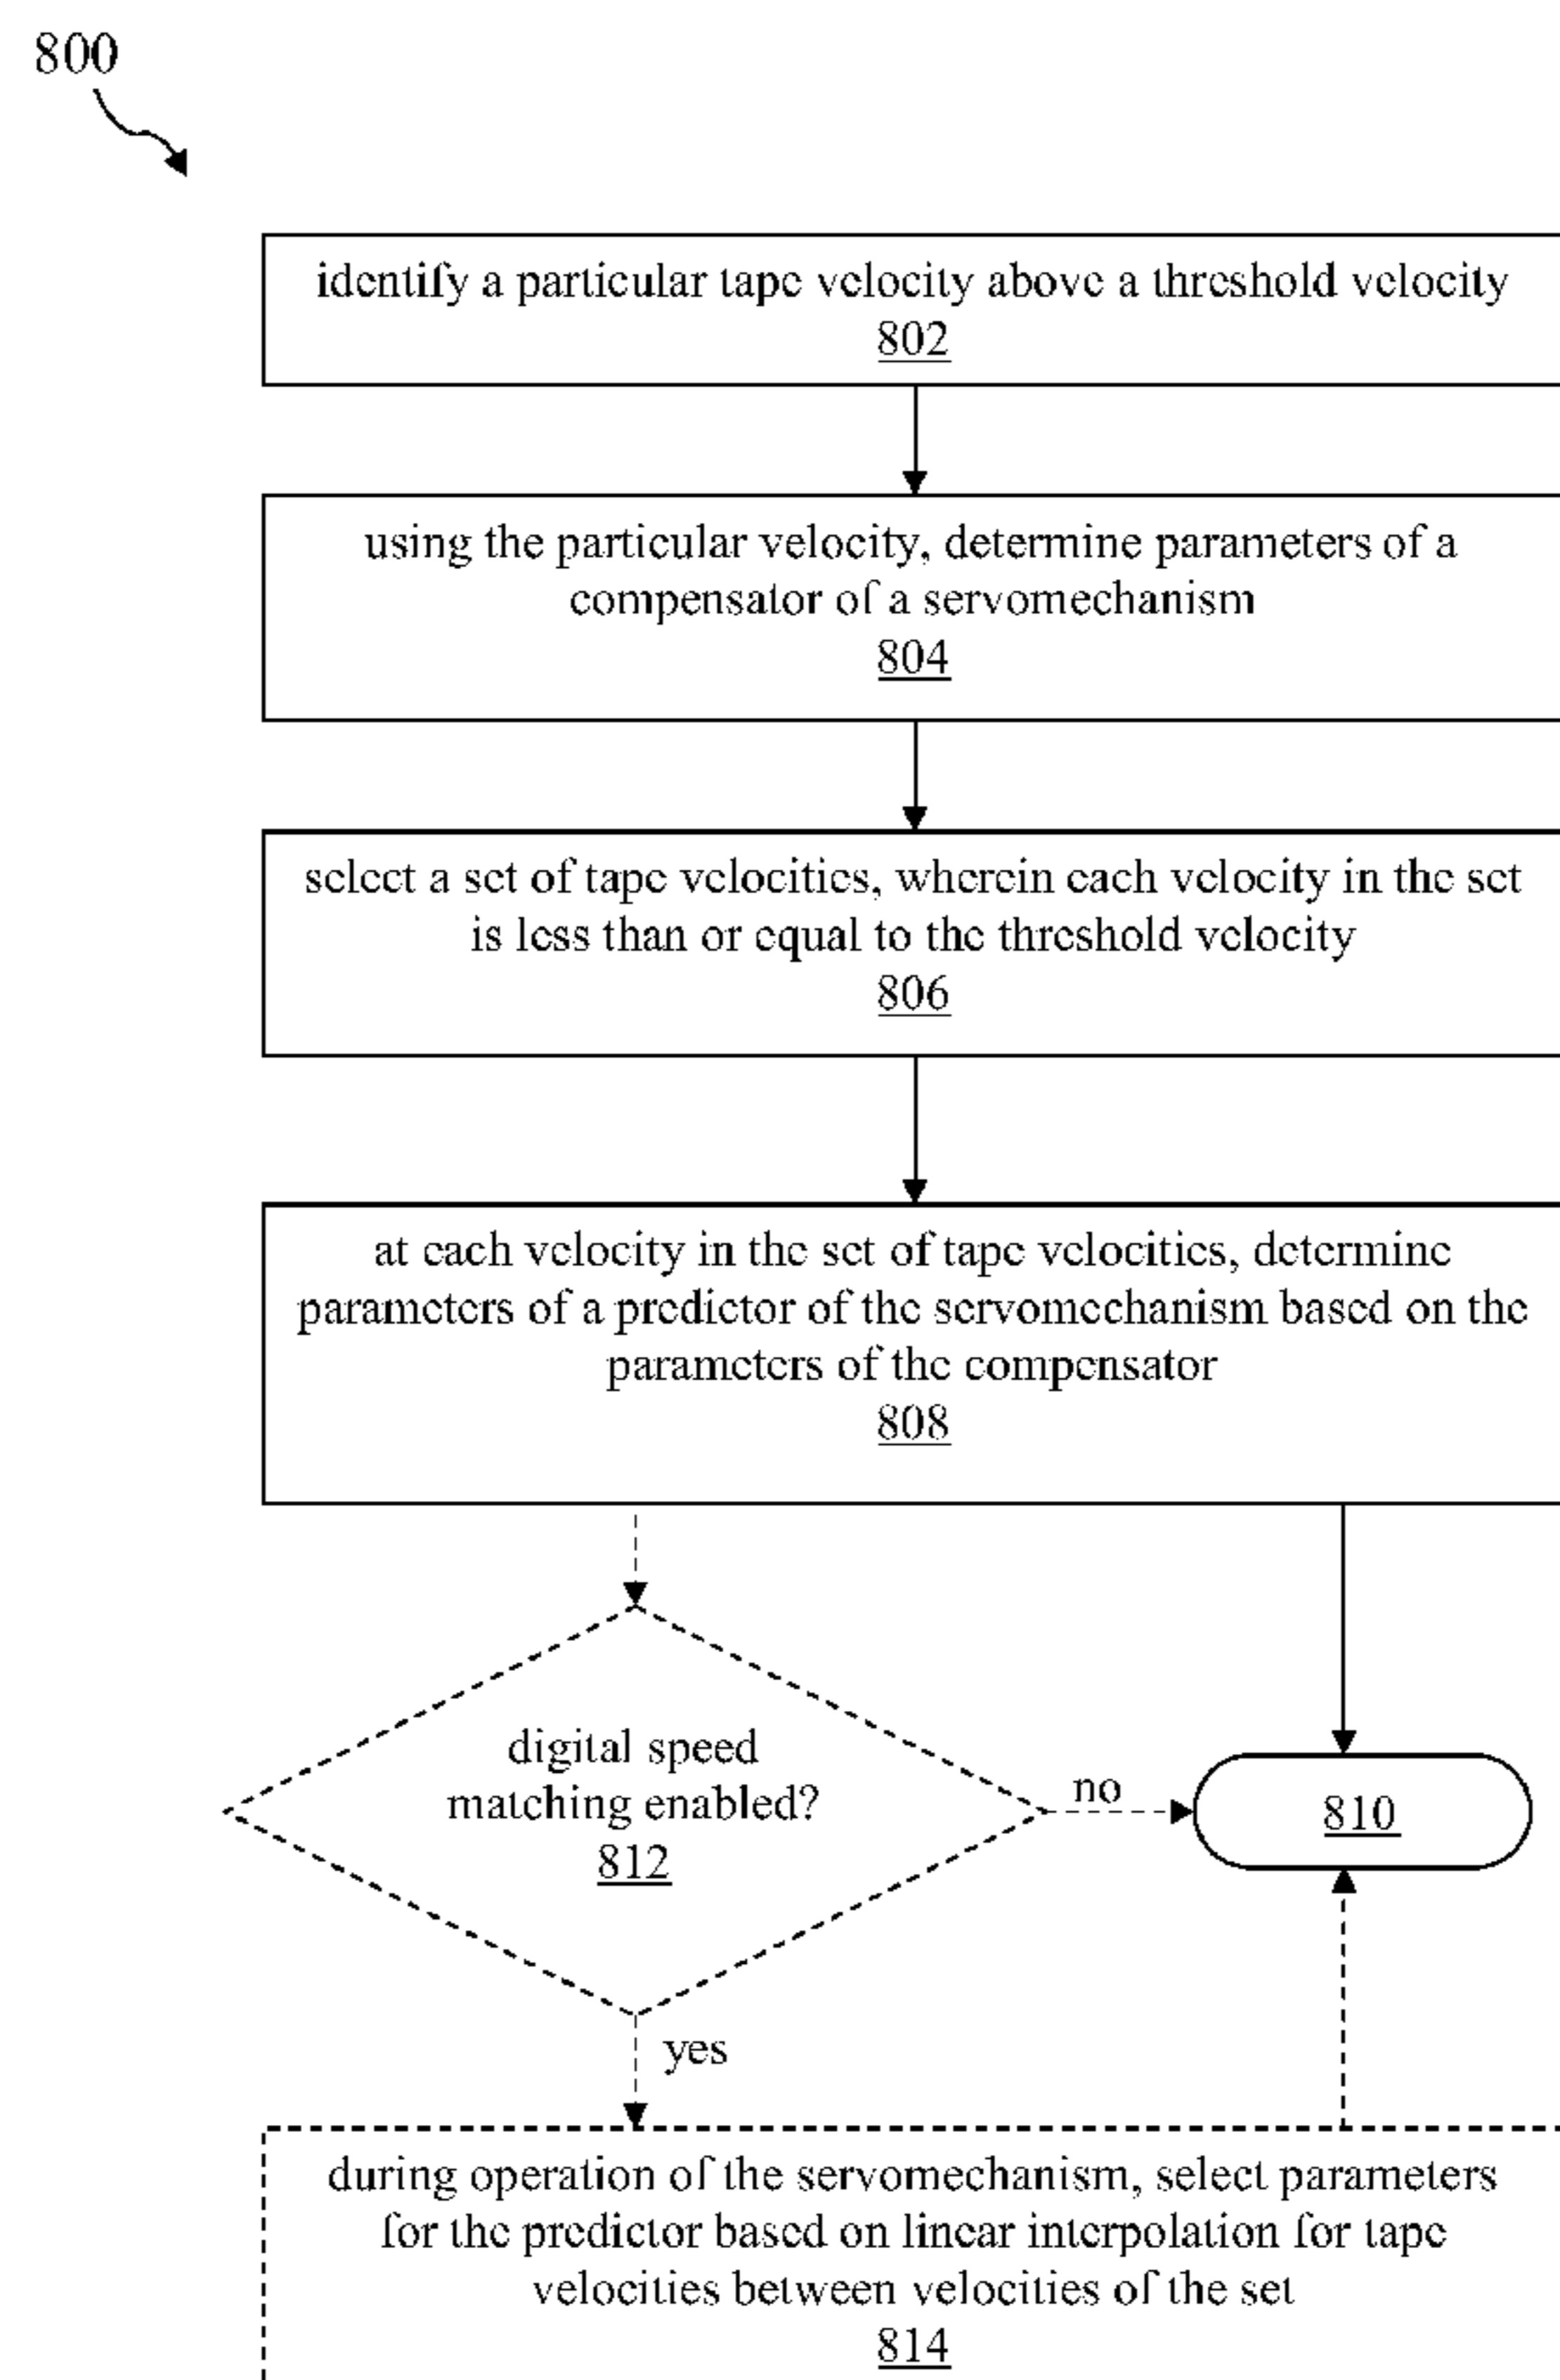 800
identify a particular tape velocity above a threshold velocity
802
using the particular velocity, determine parameters of a
compensator of a servomechanism
804
select a set of tape velocities, wherein each velocity in the set
is less than or equal to the threshold velocity
806
at each velocity in the set of tape velocities, determine
parameters of a predictor of the servomechanism based on the
parameters of the compensator
808
digital speed
matching enabled?
812
no
810
yes
during operation of the servomechanism, select parameters
for the predictor based on linear interpolation for tape
velocities between velocities of the set
814